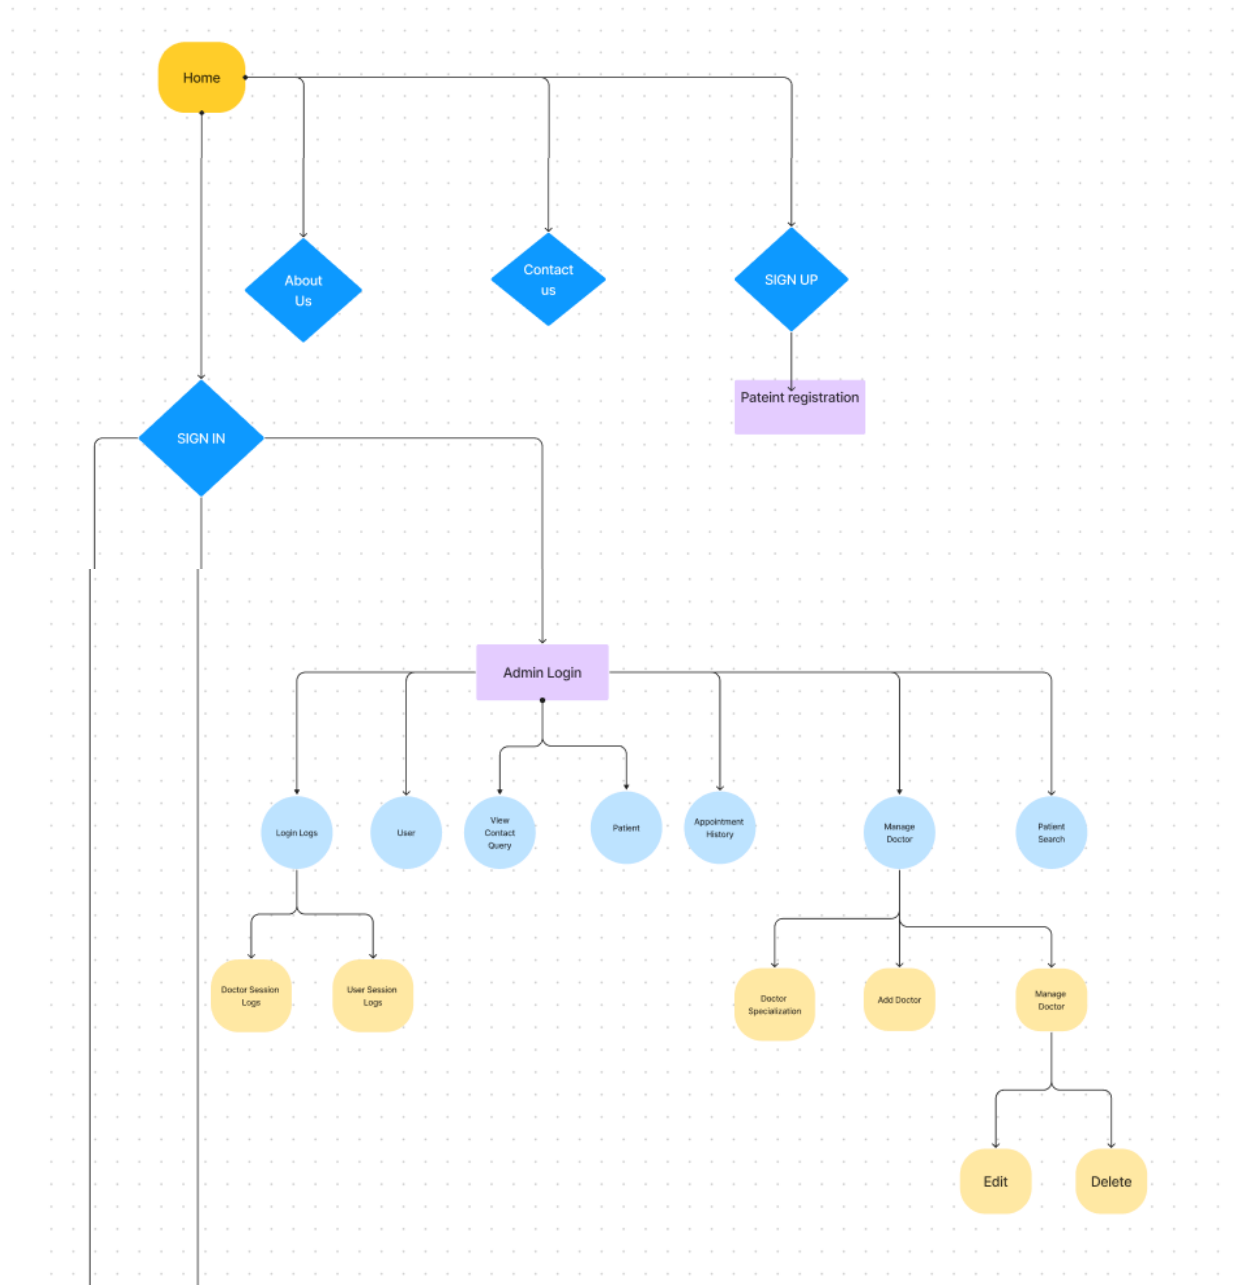 Home
About
Us
Contact
us
SIGN UP
Pateint registration
SIGN IN
Admin Login
Login Logs
User
View
Contact
Query
Patient
Appointment
History
Manage
Doctor
Patient
Search
Doctor Session
Logs
User Session
Logs
Doctor
Specialization
Add Doctor
Manage
Doctor
Edit
Delete